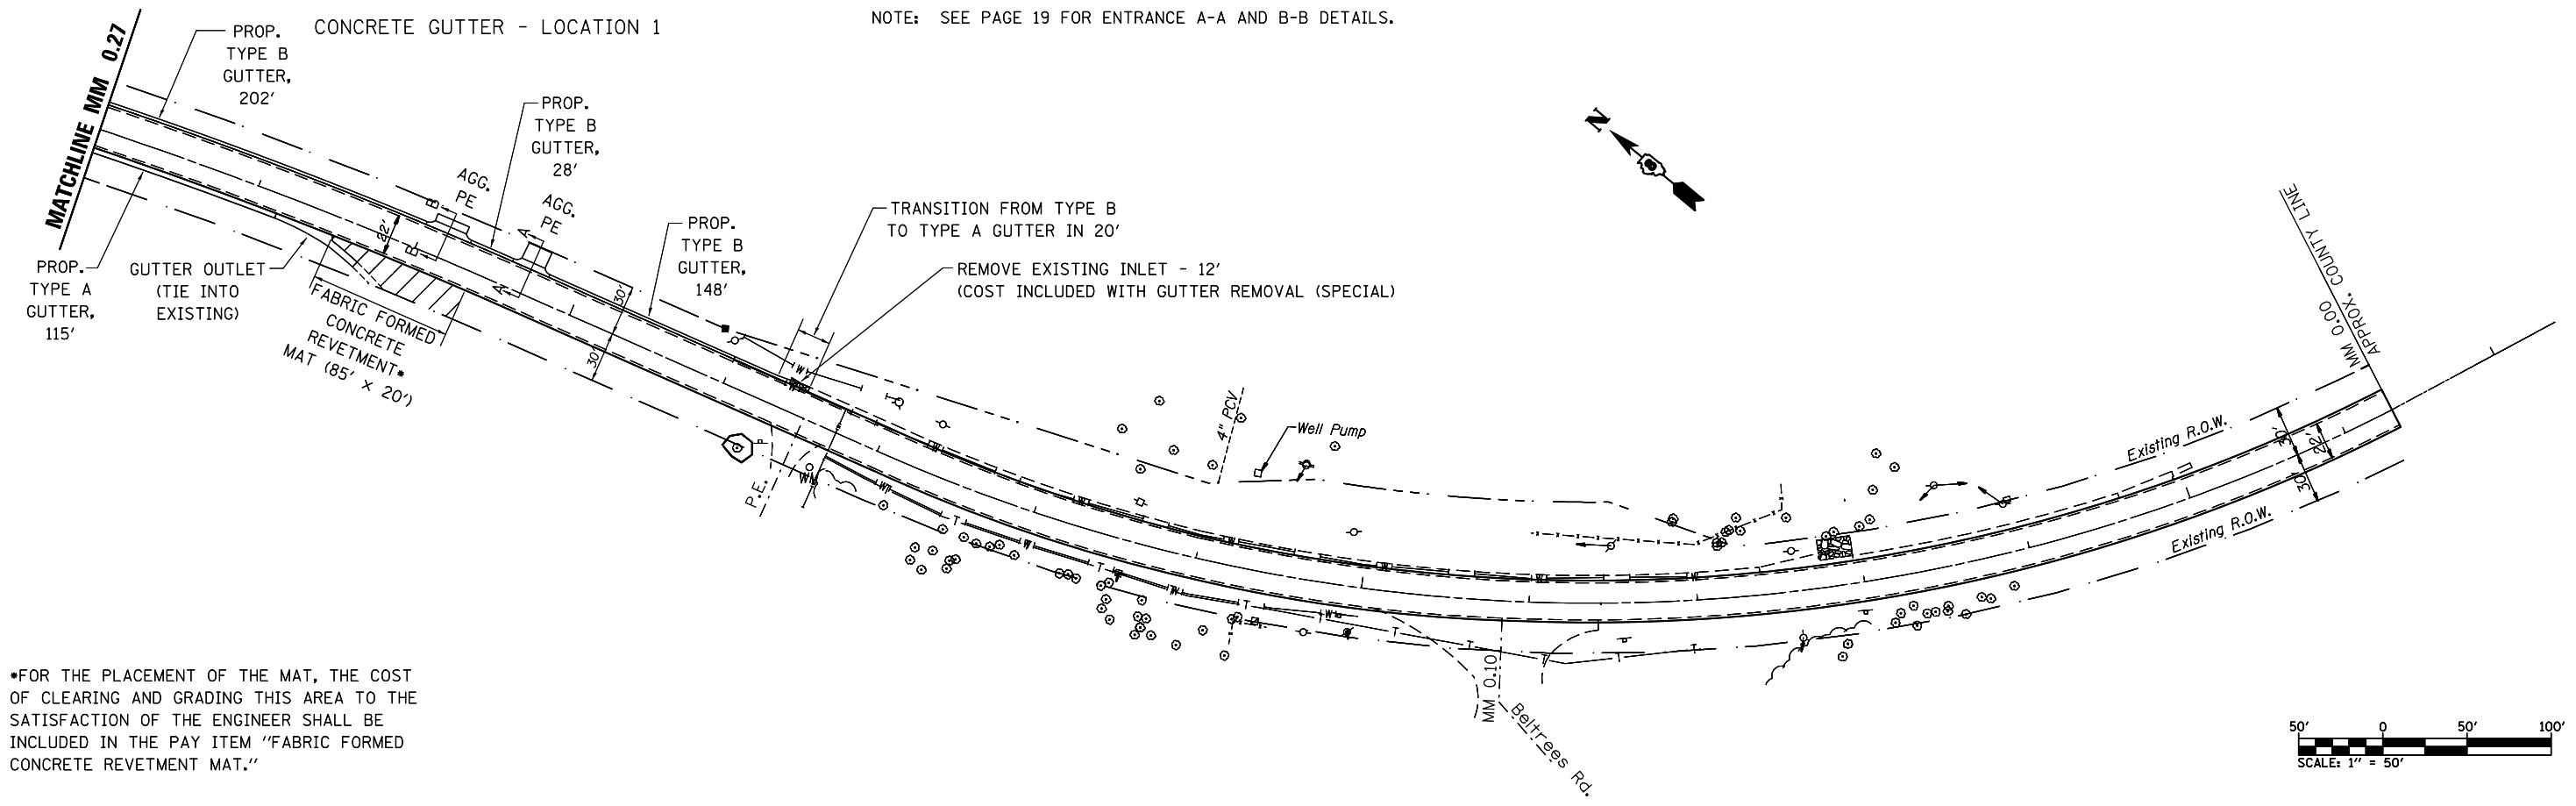 CONCRETE GUTTER - LOCATION 1
NOTE: SEE PAGE 19 FOR ENTRANCE A-A AND B-B DETAILS.
MATCHLINE MM 0.27
PROP.
TYPE B
GUTTER,
202'
PROP.
TYPE B
GUTTER,
28'
AGG.
PE
AGG.
PE
B
B
A
A
22'
PROP.
TYPE B
GUTTER,
148'
30'
30'
TRANSITION FROM TYPE B
TO TYPE A GUTTER IN 20'
REMOVE EXISTING INLET - 12'
(COST INCLUDED WITH GUTTER REMOVAL (SPECIAL)
PROP.
TYPE A
GUTTER,
115'
GUTTER OUTLET
(TIE INTO
EXISTING)
FABRIC FORMED
CONCRETE
REVETMENT*
MAT (85' X 20')
N
P.E.
4" PCV
Well Pump
W
T
MM 0.10
Beltrees Rd.
Existing R.O.W.
Existing R.O.W.
30'
22'
30'
MM 0.00
APPROX. COUNTY LINE
*FOR THE PLACEMENT OF THE MAT, THE COST
OF CLEARING AND GRADING THIS AREA TO THE
SATISFACTION OF THE ENGINEER SHALL BE
INCLUDED IN THE PAY ITEM "FABRIC FORMED
CONCRETE REVETMENT MAT."
50' 0 50' 100'
SCALE: 1" = 50'